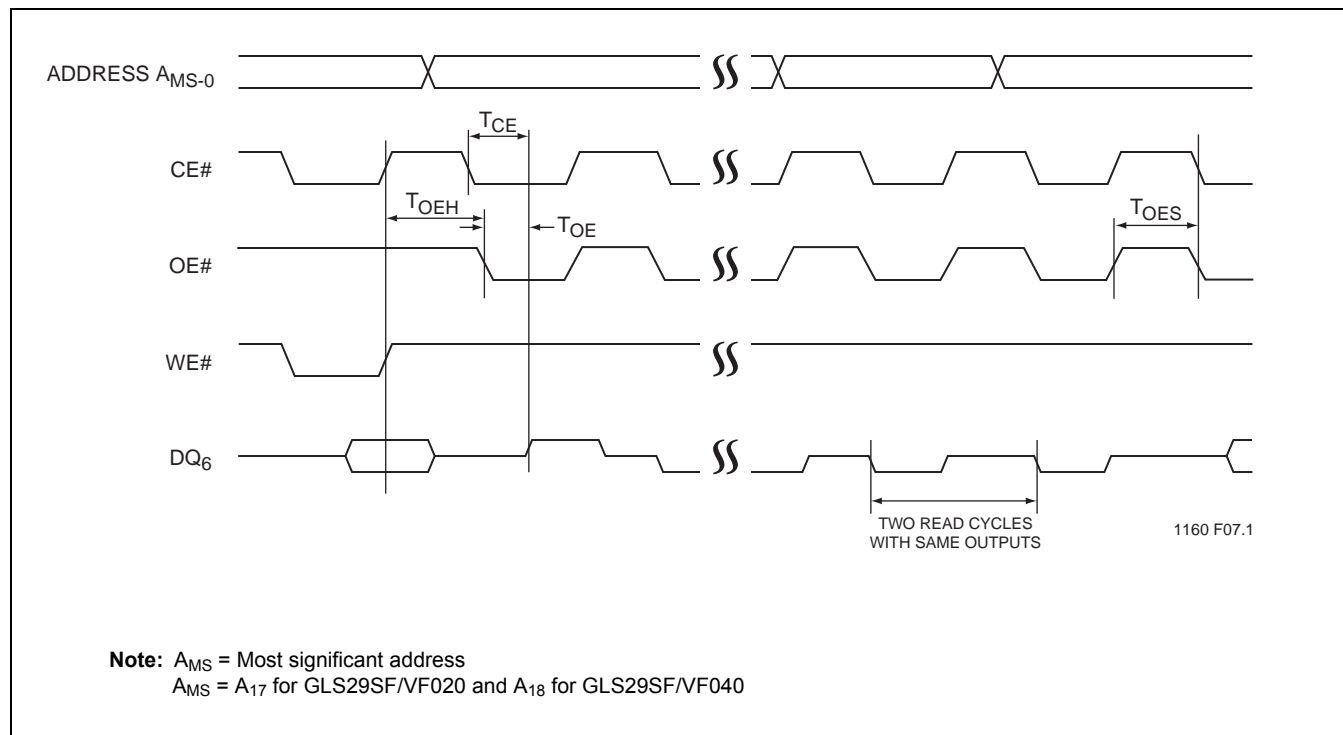 ADDRESS AMS-0
TCE
CE#
TOEH
TOE
TOES
OE#
WE#
DQ6
TWO READ CYCLES
WITH SAME OUTPUTS
1160 F07.1
Note: AMS = Most significant address
AMS = A17 for GLS29SF/VF020 and A18 for GLS29SF/VF040